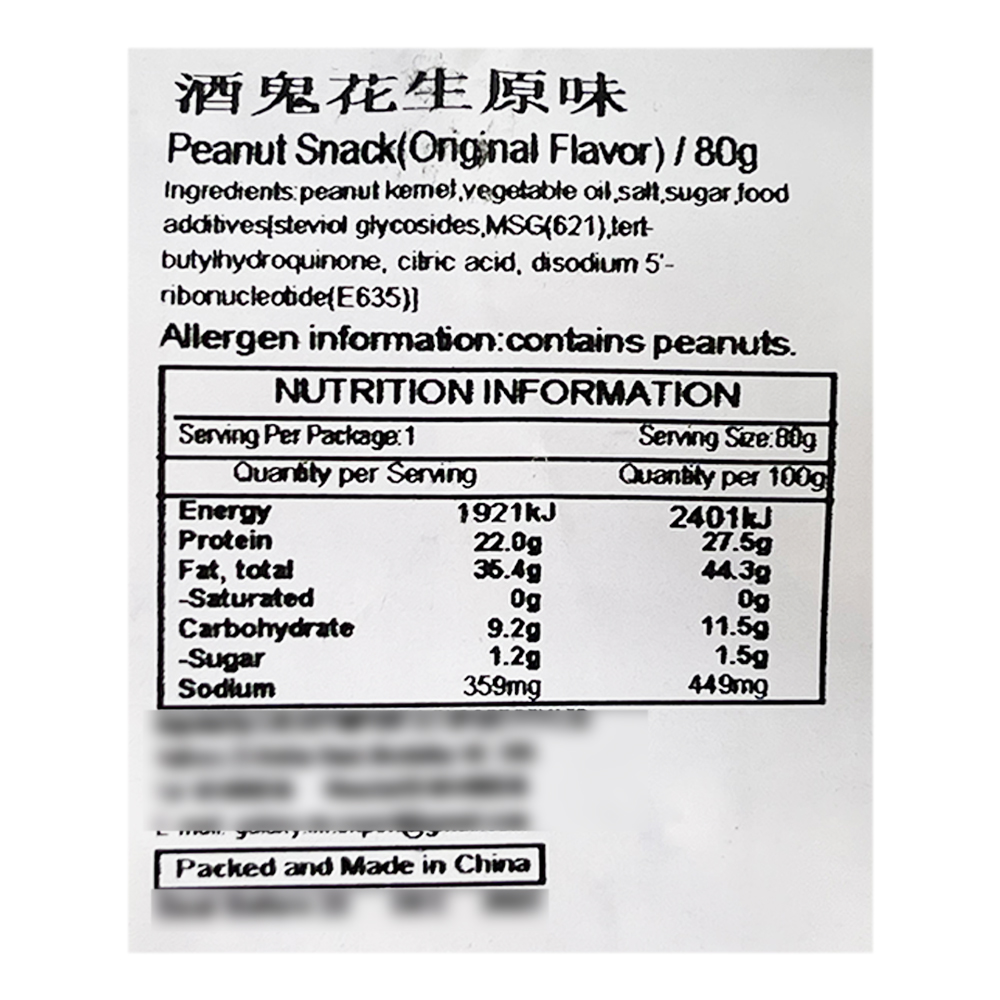 酒鬼花生原味
Peanut Snack(Original Flavor) / 80g
Ingredients:peanut kernel,vegetable oil,salt,sugar,food
additives[steviol glycosides,MSG(621),tert-
butylhydroquinone, citric acid, disodium 5'-
ribonucleotide(E635)]
Allergen information:contains peanuts.
NUTRITION INFORMATION
Serving Per Package:1 Serving Size:80g
Quantity per Serving Quantity per 100g
Energy 1921kJ 2401kJ
Protein 22.0g 27.5g
Fat, total 35.4g 44.3g
-Saturated 0g 0g
Carbohydrate 9.2g 11.5g
-Sugar 1.2g 1.5g
Sodium 359mg 449mg
Packed and Made in China